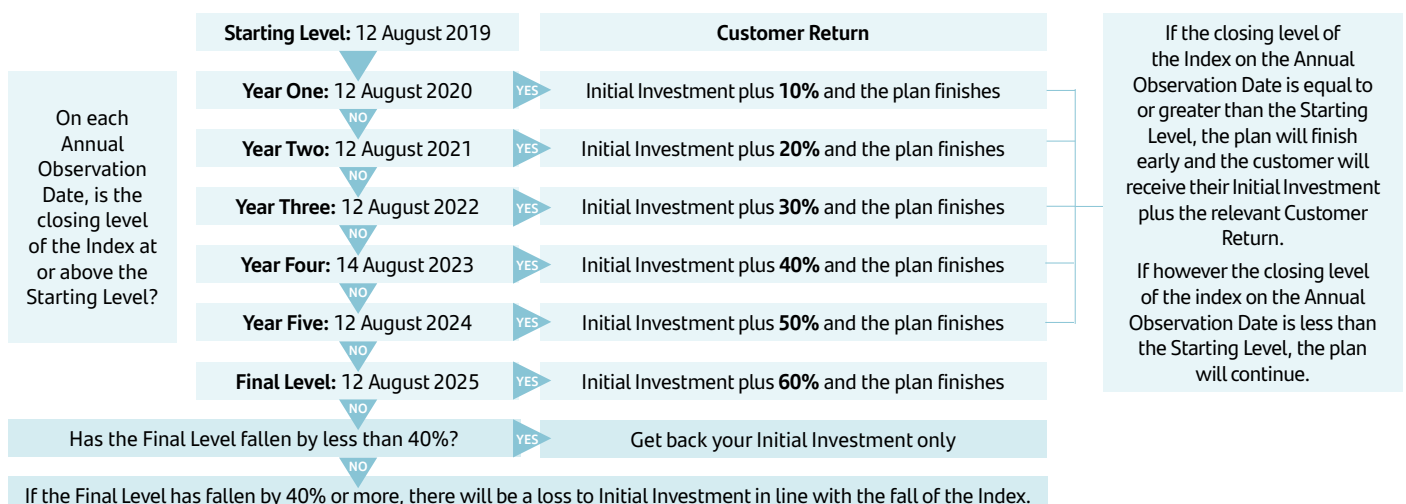 Starting Level: 12 August 2019
Customer Return
On each
Annual
Observation
Date, is the
closing level
of the Index at
or above the
Starting Level?
Year One: 12 August 2020
YES
Initial Investment plus 10% and the plan finishes
NO
Year Two: 12 August 2021
YES
Initial Investment plus 20% and the plan finishes
NO
Year Three: 12 August 2022
YES
Initial Investment plus 30% and the plan finishes
NO
Year Four: 14 August 2023
YES
Initial Investment plus 40% and the plan finishes
NO
Year Five: 12 August 2024
YES
Initial Investment plus 50% and the plan finishes
NO
Final Level: 12 August 2025
YES
Initial Investment plus 60% and the plan finishes
NO
Has the Final Level fallen by less than 40%?
YES
Get back your Initial Investment only
NO
If the Final Level has fallen by 40% or more, there will be a loss to Initial Investment in line with the fall of the Index.
If the closing level of
the Index on the Annual
Observation Date is equal to
or greater than the Starting
Level, the plan will finish
early and the customer will
receive their Initial Investment
plus the relevant Customer
Return.
If however the closing level
of the index on the Annual
Observation Date is less than
the Starting Level, the plan
will continue.